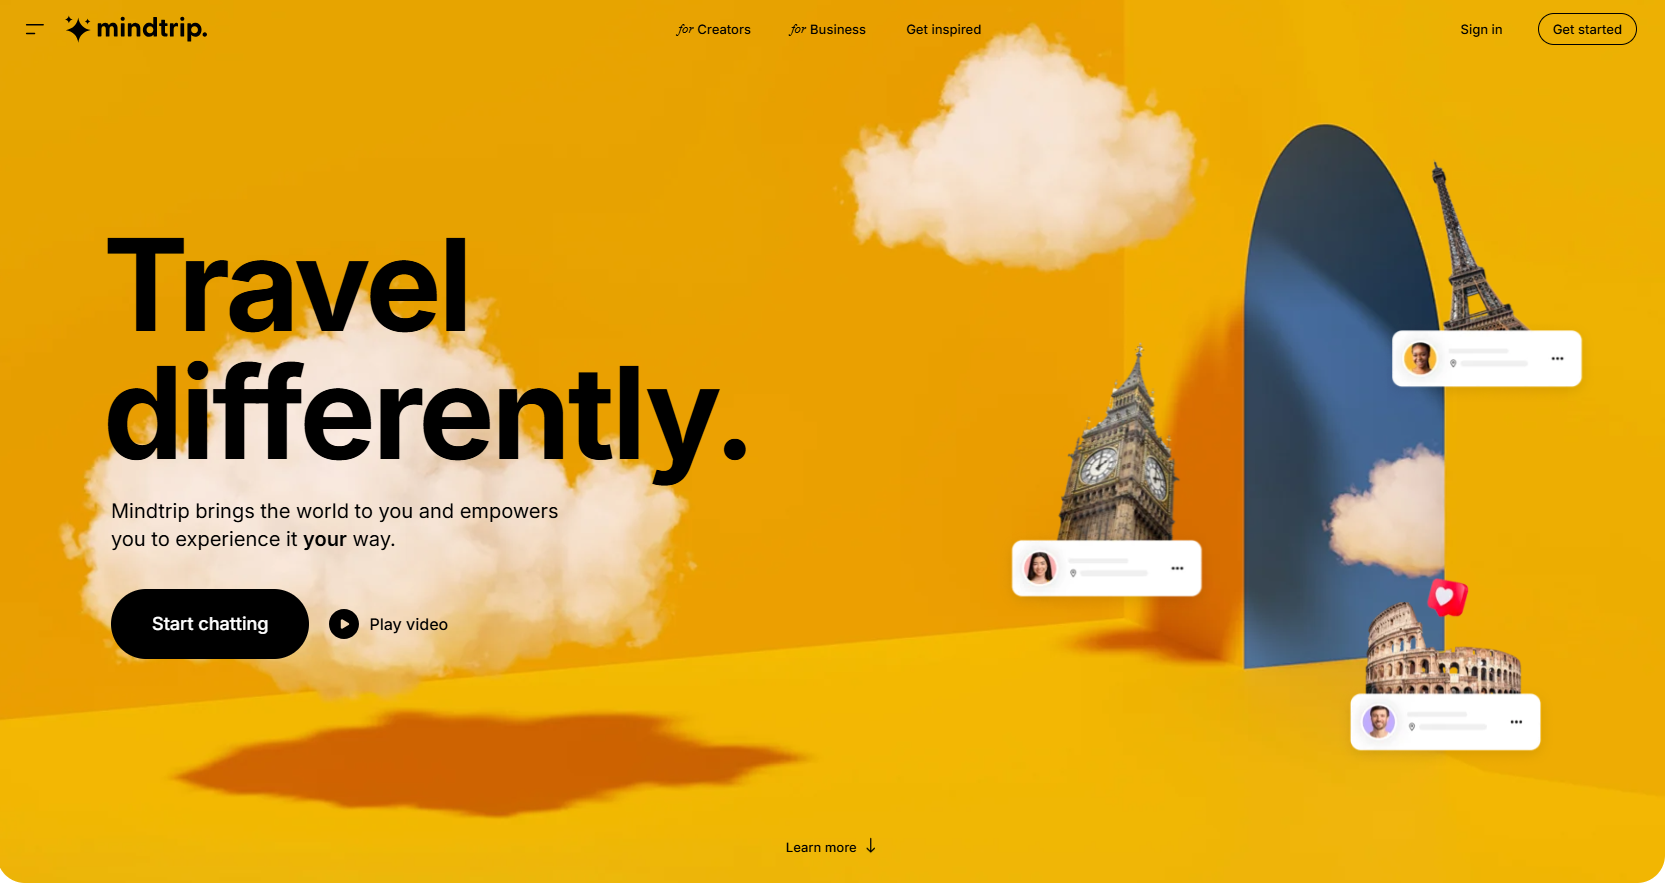 mindtrip.
for Creators
for Business
Get inspired
Sign in
Get started
Travel
differently.
Mindtrip brings the world to you and empowers
you to experience it your way.
Start chatting
Play video
Learn more